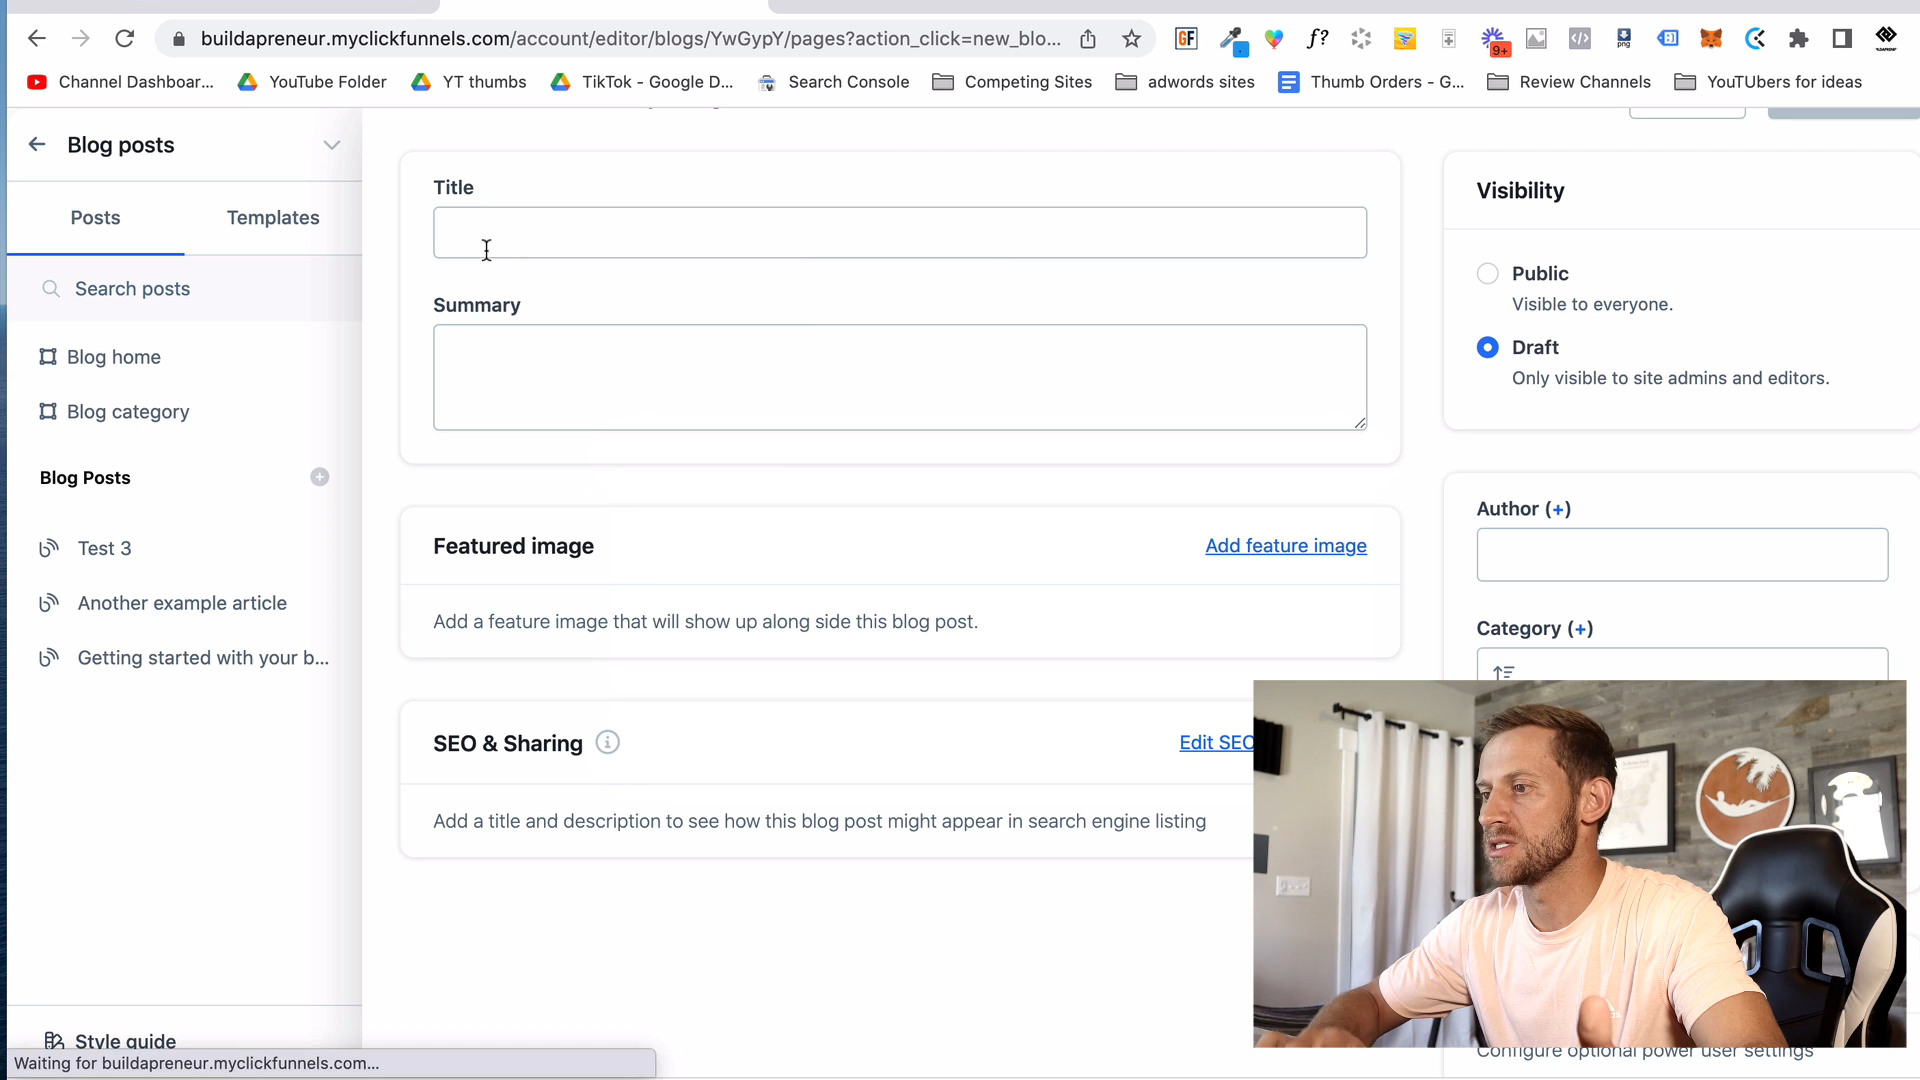 buildapreneur.myclickfunnels.com/account/editor/blogs/YwGypY/pages?action_click=new_blo...
GF
f?
9+
png
Channel Dashboar...
YouTube Folder
YT thumbs
TikTok - Google D...
Search Console
Competing Sites
adwords sites
Thumb Orders - G...
Review Channels
YouTUbers for ideas
Blog posts
Posts
Templates
Search posts
Blog home
Blog category
Blog Posts
Test 3
Another example article
Getting started with your b...
Style guide
Waiting for buildapreneur.myclickfunnels.com...
Title
Summary
Featured image
Add feature image
Add a feature image that will show up along side this blog post.
SEO & Sharing
Edit SEO
Add a title and description to see how this blog post might appear in search engine listing
Visibility
Public
Visible to everyone.
Draft
Only visible to site admins and editors.
Author (+)
Category (+)
Configure optional power user settings